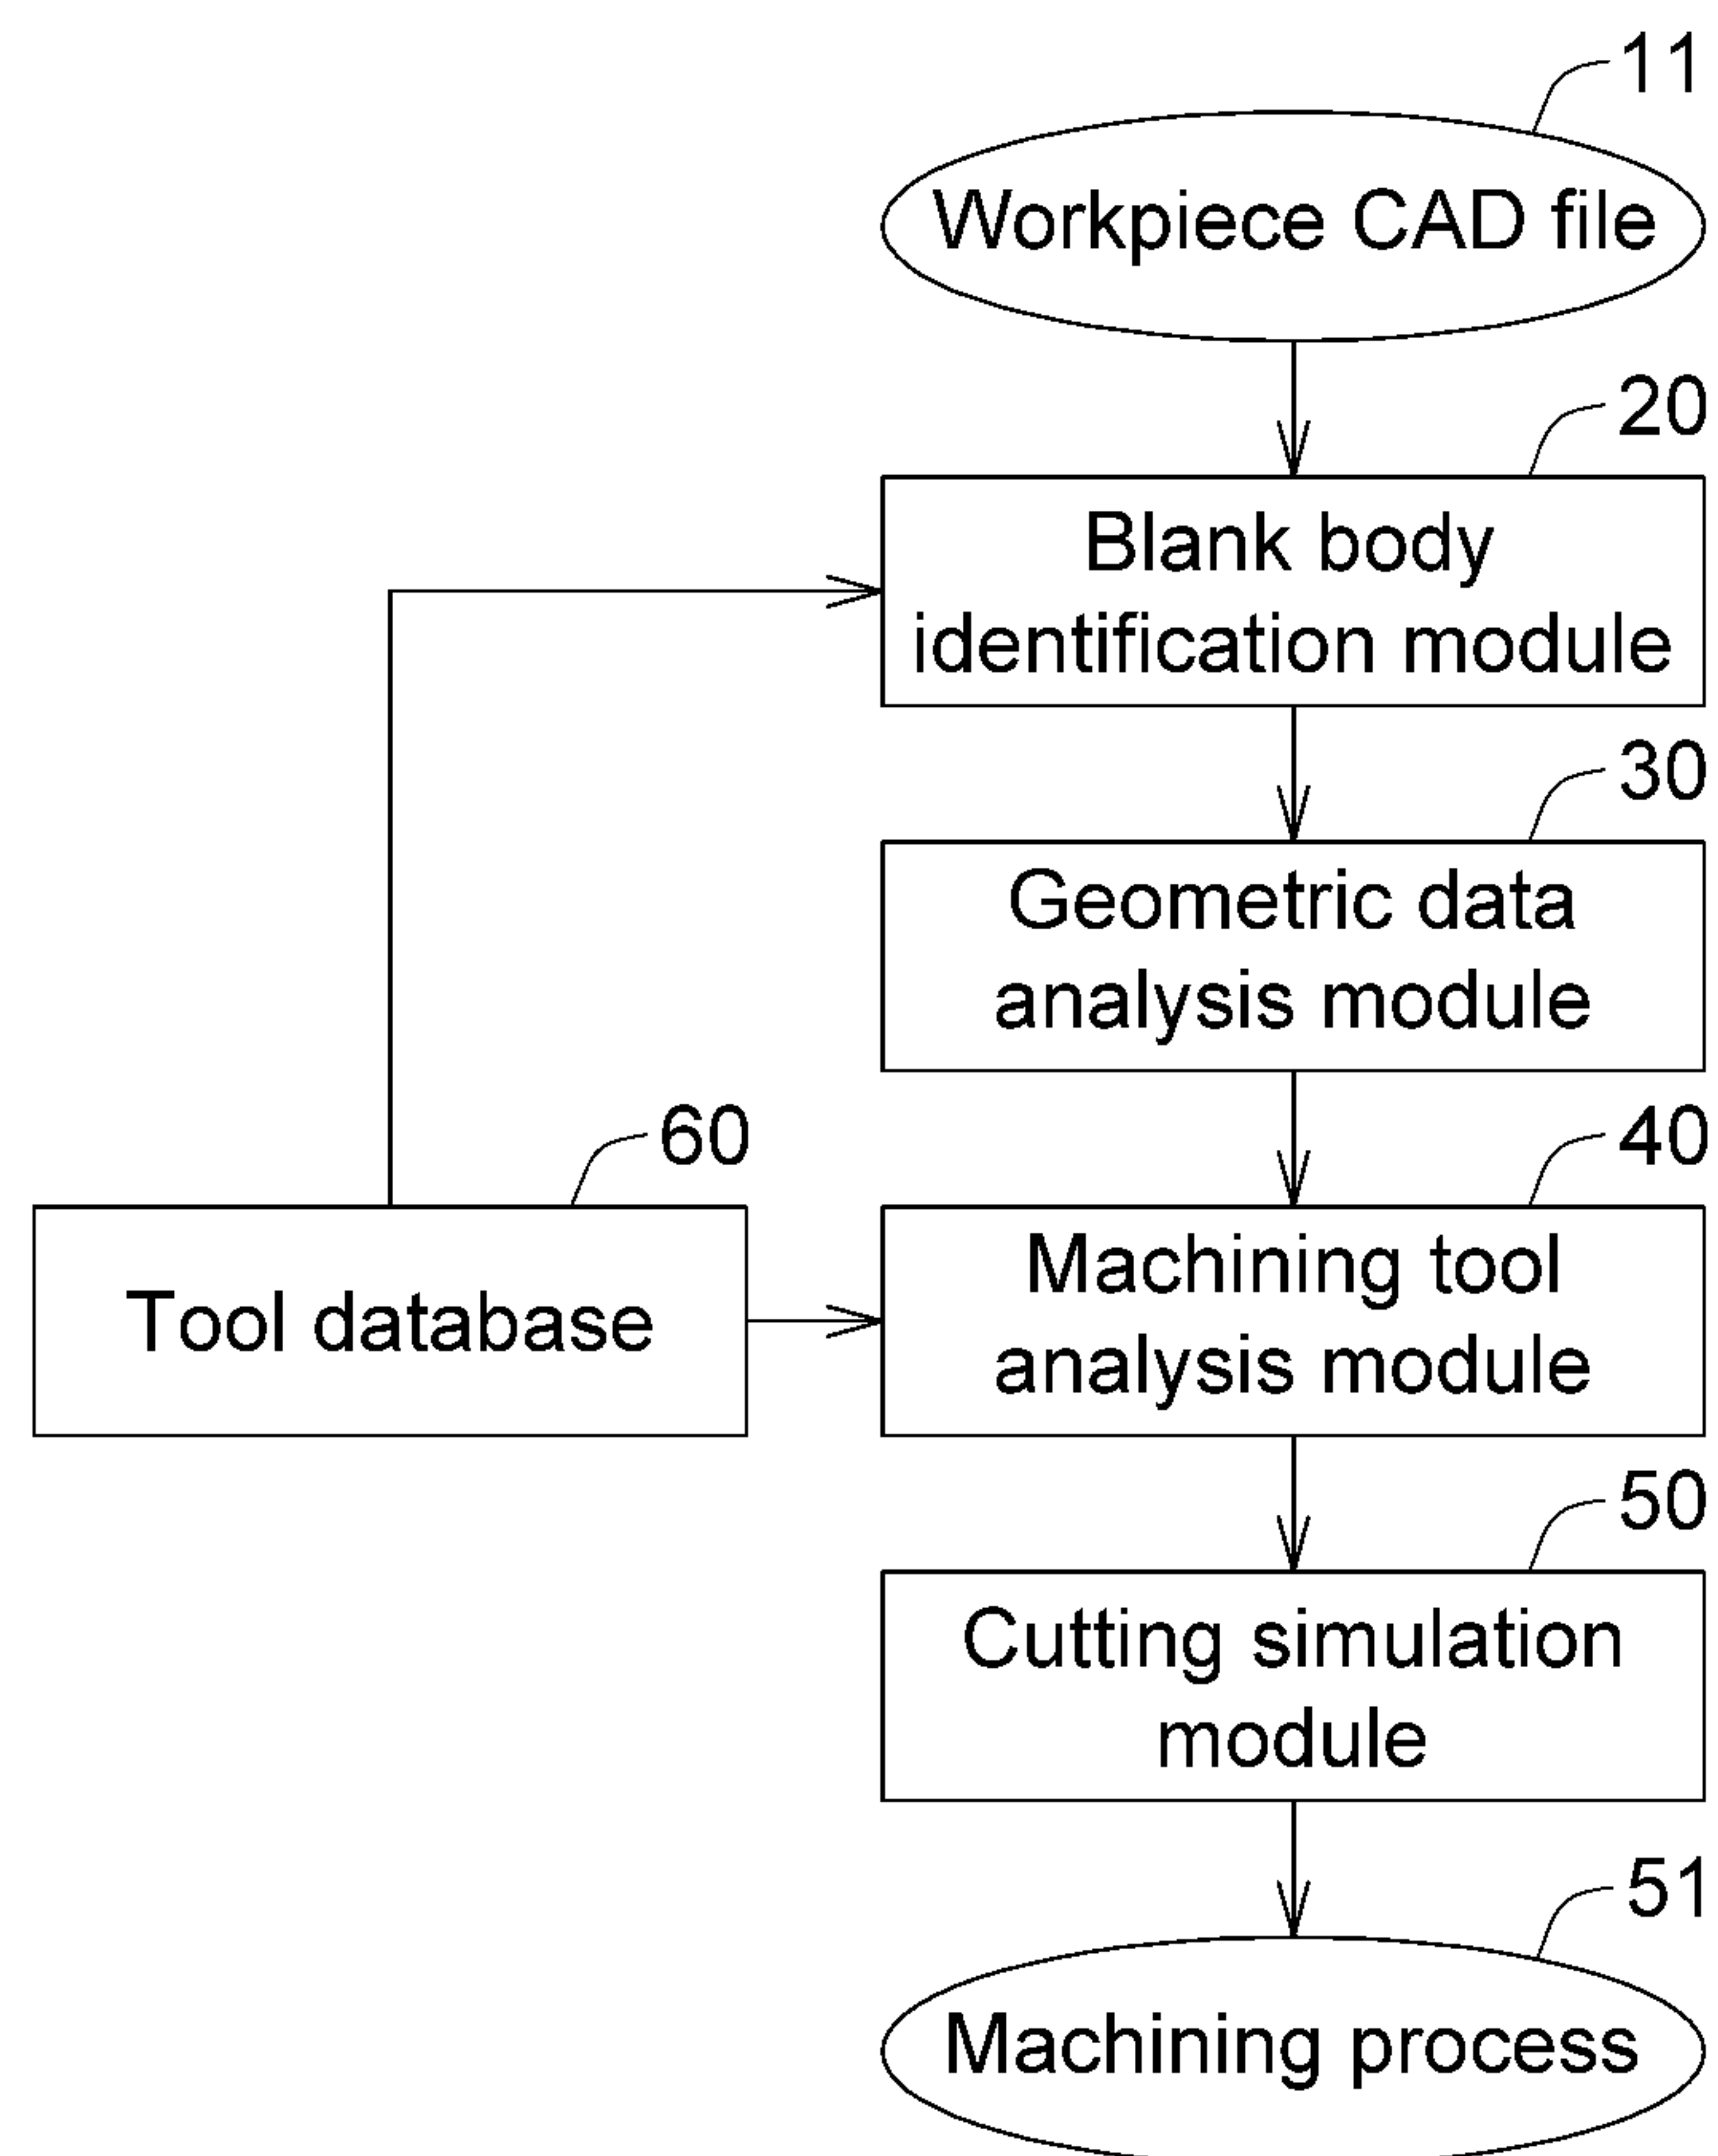 11
Workpiece CAD file
20
Blank body
identification module
30
Geometric data
analysis module
60
40
Tool database
Machining tool
analysis module
50
Cutting simulation
module
51
Machining process